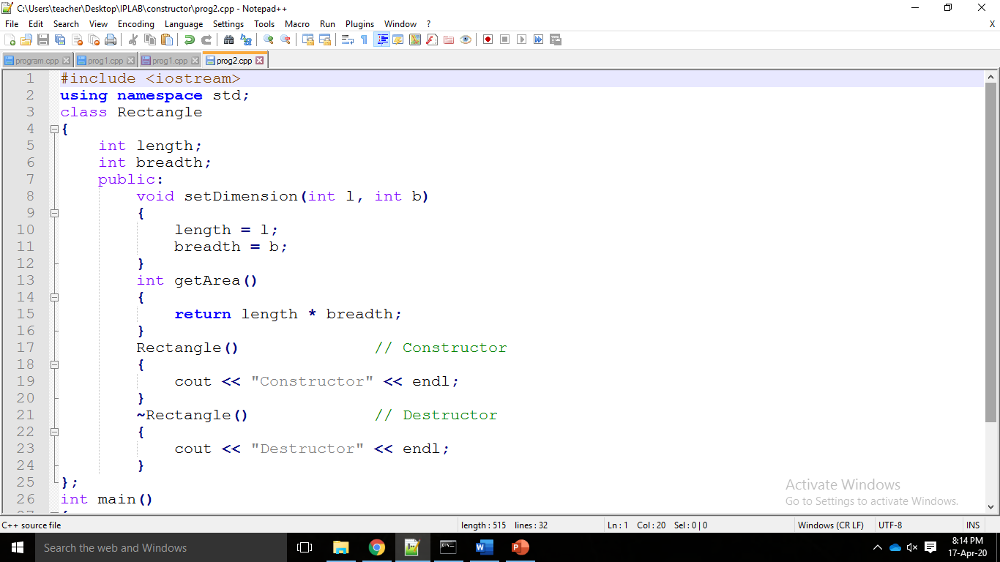 C:\Users\teacher\Desktop\IPLAB\constructor\prog2.cpp - Notepad++
File Edit Search View Encoding Language Settings Tools Macro Run Plugins Window ? X
program.cpp prog1.cpp prog1.cpp prog2.cpp
1 #include <iostream>
2 using namespace std;
3 class Rectangle
4 {
5 int length;
6 int breadth;
7 public:
8 void setDimension(int l, int b)
9 {
10 length = l;
11 breadth = b;
12 }
13 int getArea()
14 {
15 return length * breadth;
16 }
17 Rectangle() // Constructor
18 {
19 cout << "Constructor" << endl;
20 }
21 ~Rectangle() // Destructor
22 {
23 cout << "Destructor" << endl;
24 }
25 };
26 int main()
Activate Windows
Go to Settings to activate Windows.
C++ source file length : 515 lines : 32 Ln : 1 Col : 20 Sel : 0 | 0 Windows (CR LF) UTF-8 INS
Search the web and Windows
8:14 PM
17-Apr-20